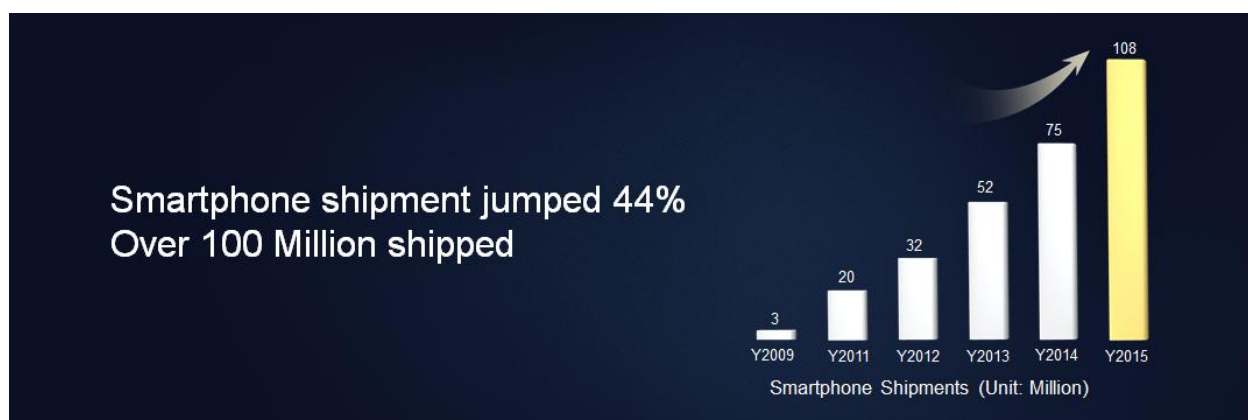 Smartphone shipment jumped 44%
Over 100 Million shipped
108
75
52
32
20
3
Y2009 Y2011 Y2012 Y2013 Y2014 Y2015
Smartphone Shipments (Unit: Million)